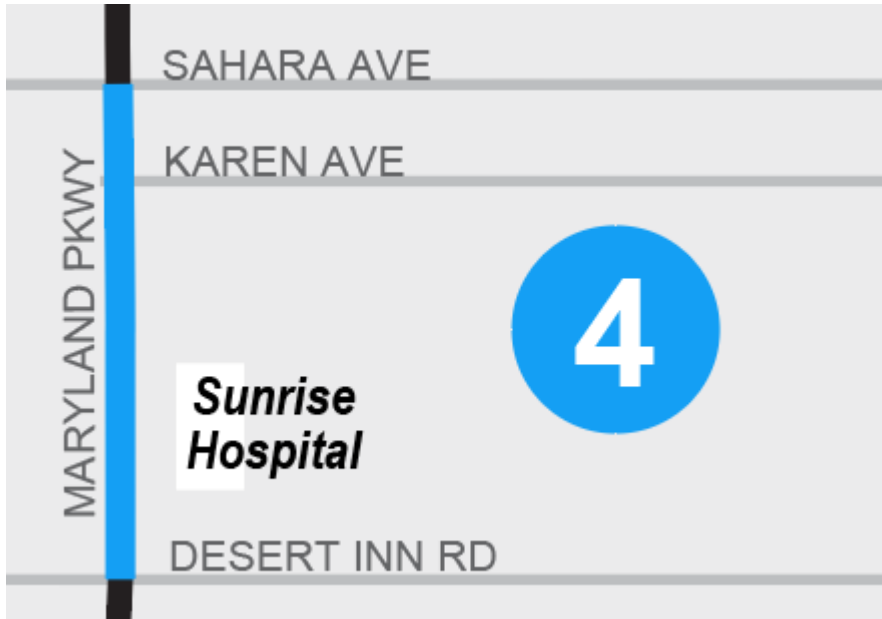 SAHARA AVE
KAREN AVE
MARYLAND PKWY
4
Sunrise
Hospital
DESERT INN RD